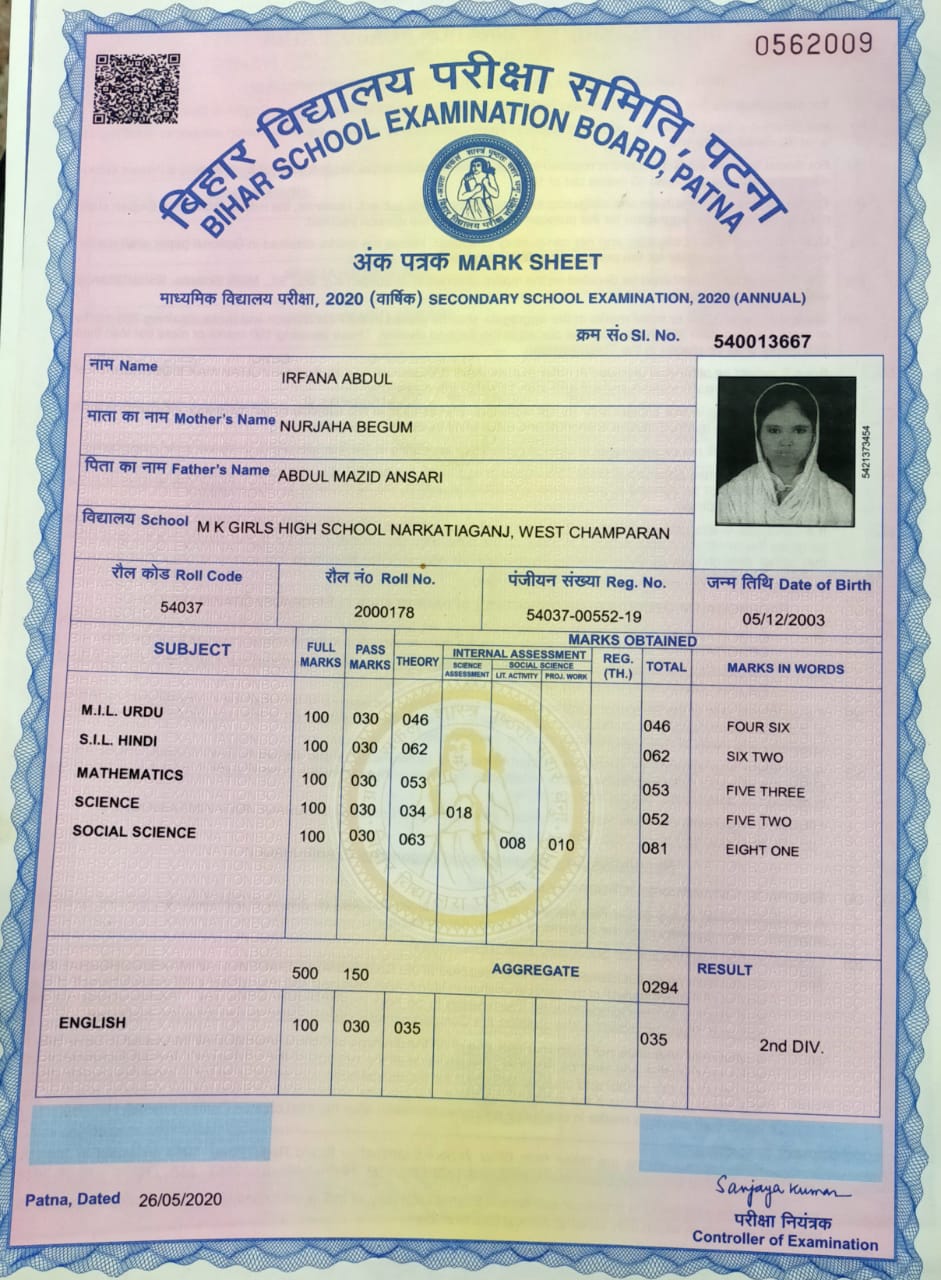 0562009
बिहार विद्यालय परीक्षा समिति, पटना
BIHAR SCHOOL EXAMINATION BOARD, PATNA
अंक पत्रक MARK SHEET
माध्यमिक विद्यालय परीक्षा, 2020 (वार्षिक) SECONDARY SCHOOL EXAMINATION, 2020 (ANNUAL)
क्रम सं० Sl. No. 540013667
नाम Name IRFANA ABDUL
माता का नाम Mother's Name NURJAHA BEGUM
पिता का नाम Father's Name ABDUL MAZID ANSARI
विद्यालय School M K GIRLS HIGH SCHOOL NARKATIAGANJ, WEST CHAMPARAN
5421373454
रौल कोड Roll Code रौल नं० Roll No. पंजीयन संख्या Reg. No. जन्म तिथि Date of Birth
54037 2000178 54037-00552-19 05/12/2003
SUBJECT FULL MARKS PASS MARKS THEORY MARKS OBTAINED
INTERNAL ASSESSMENT REG. (TH.) TOTAL MARKS IN WORDS
SCIENCE ASSESSMENT SOCIAL SCIENCE
LIT. ACTIVITY PROJ. WORK
M.I.L. URDU 100 030 046 046 FOUR SIX
S.I.L. HINDI 100 030 062 062 SIX TWO
MATHEMATICS 100 030 053 053 FIVE THREE
SCIENCE 100 030 034 018 052 FIVE TWO
SOCIAL SCIENCE 100 030 063 008 010 081 EIGHT ONE
500 150 AGGREGATE 0294 RESULT
ENGLISH 100 030 035 035 2nd DIV.
Patna, Dated 26/05/2020
Sanjaya Kumar
परीक्षा नियंत्रक
Controller of Examination